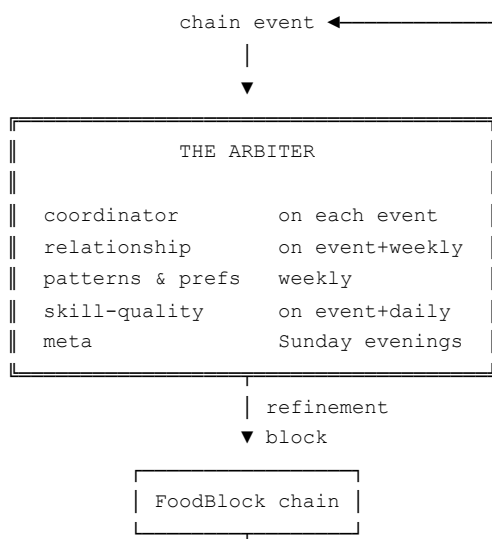 chain event
THE ARBITER
coordinator on each event
relationship on event+weekly
patterns & prefs weekly
skill-quality on event+daily
meta Sunday evenings
refinement
block
FoodBlock chain